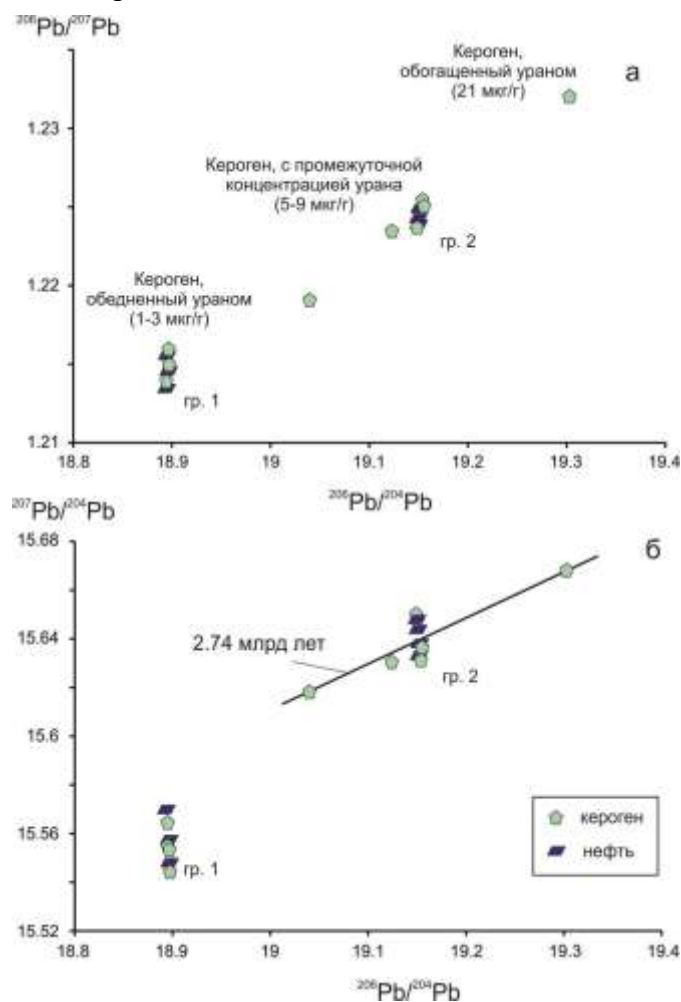 ²⁰⁶Pb/²⁰⁷Pb
Кероген,
обогащенный ураном
(21 мкг/г)
а
1.23
Кероген, с промежуточной
концентрацией урана
(5-9 мкг/г)
гр. 2
1.22
Кероген,
обедненный ураном
(1-3 мкг/г)
гр. 1
1.21
18.8 18.9 19 19.1 19.2 19.3 19.4
²⁰⁶Pb/²⁰⁴Pb
²⁰⁷Pb/²⁰⁴Pb
15.68
б
15.64
2.74 млрд лет
гр. 2
15.6
кероген
15.56
нефть
гр. 1
15.52
18.8 18.9 19 19.1 19.2 19.3 19.4
²⁰⁶Pb/²⁰⁴Pb